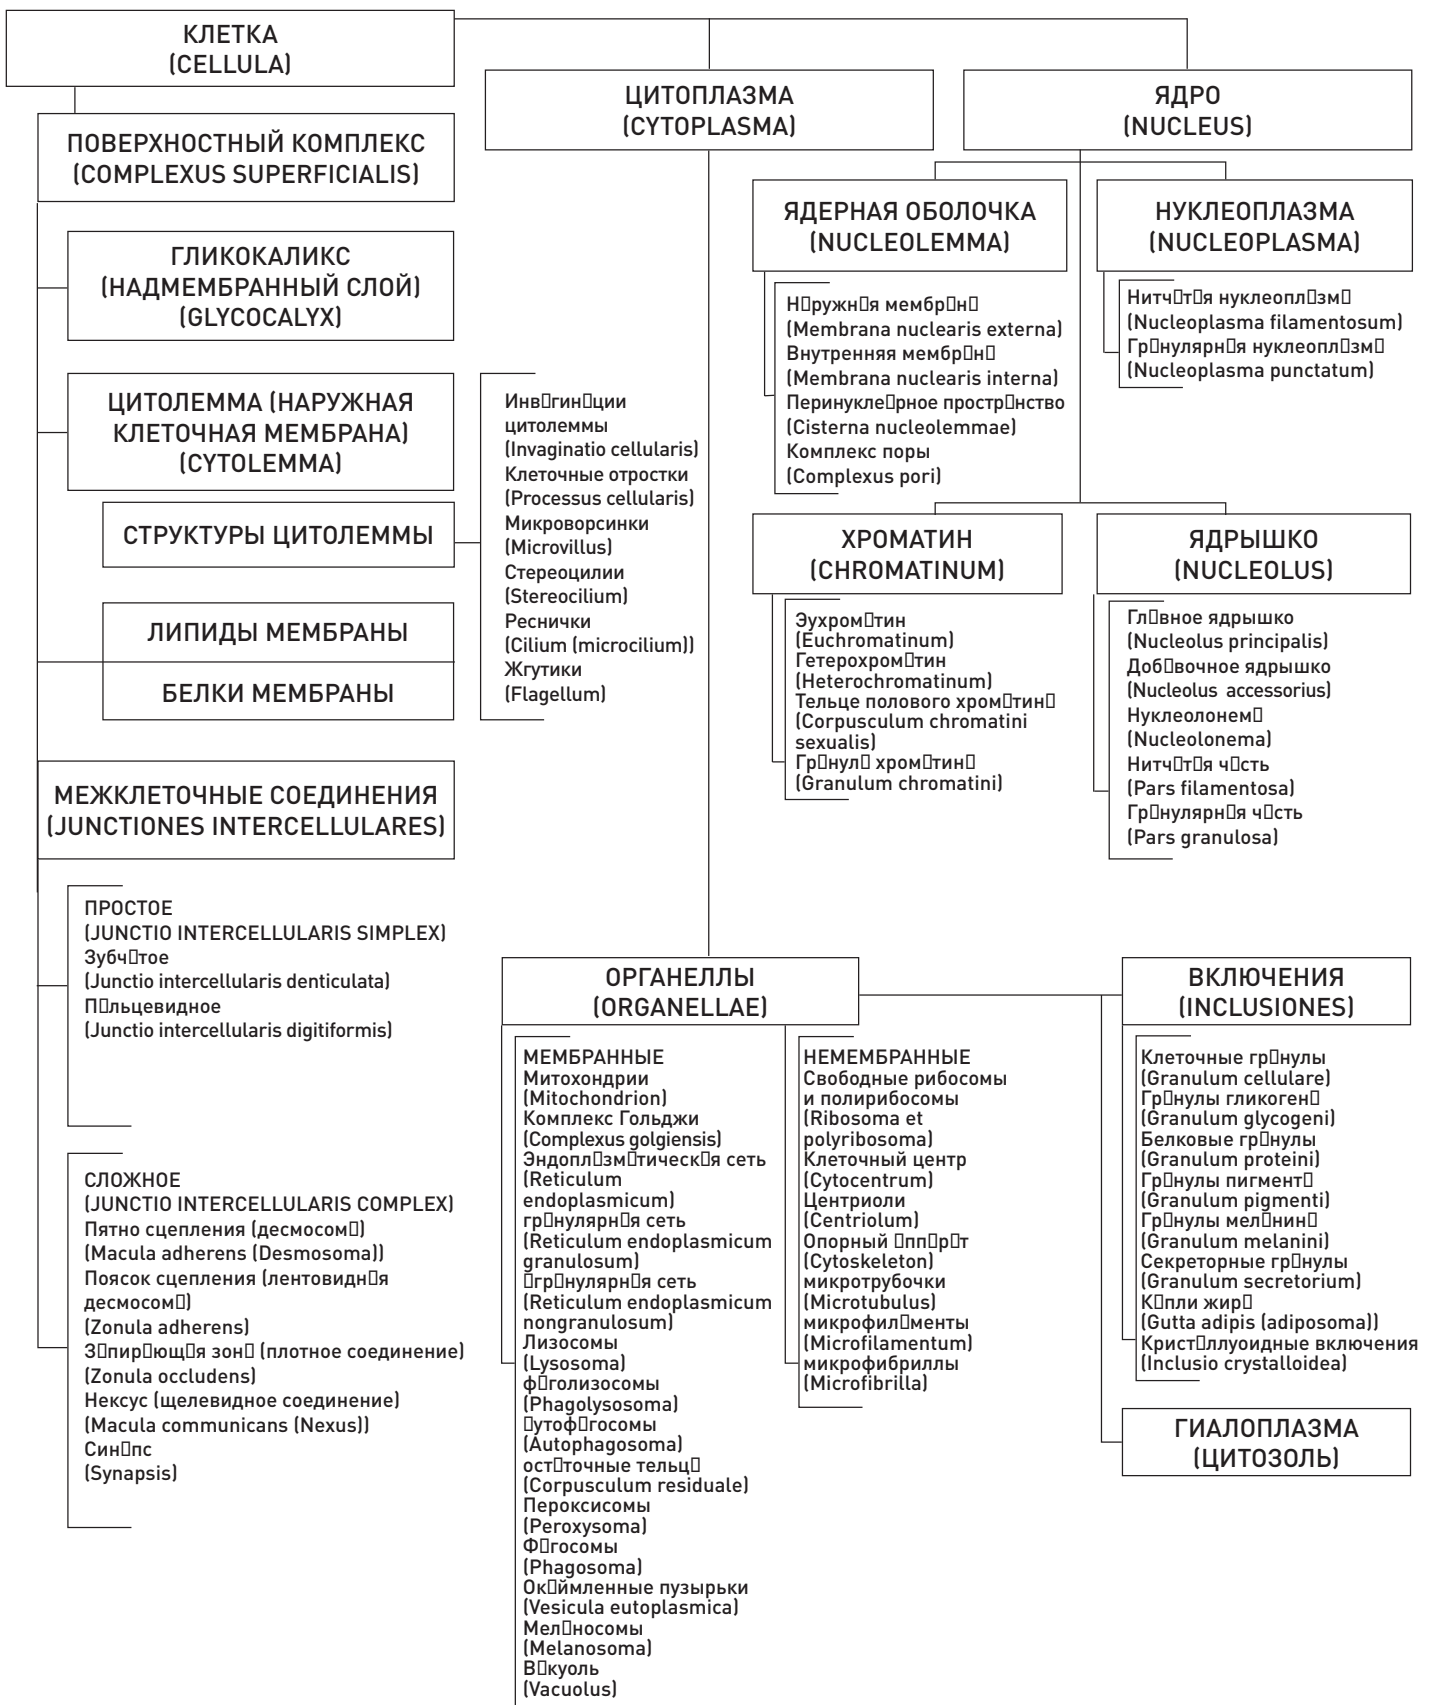 КЛЕТКА
(CELLULA)
ПОВЕРХНОСТНЫЙ КОМПЛЕКС
(COMPLEXUS SUPERFICIALIS)
ГЛИКОКАЛИКС
(НАДМЕМБРАННЫЙ СЛОЙ)
(GLYCOCALYX)
ЦИТОЛЕММА (НАРУЖНАЯ
КЛЕТОЧНАЯ МЕМБРАНА)
(CYTOLEMMA)
СТРУКТУРЫ ЦИТОЛЕММЫ
Инв▯гин▯ции
цитолеммы
(Invaginatio cellularis)
Клеточные отростки
(Processus cellularis)
Микроворсинки
(Microvillus)
Стереоцилии
(Stereocilium)
Реснички
(Cilium (microcilium))
Жгутики
(Flagellum)
ЛИПИДЫ МЕМБРАНЫ
БЕЛКИ МЕМБРАНЫ
МЕЖКЛЕТОЧНЫЕ СОЕДИНЕНИЯ
(JUNCTIONES INTERCELLULARES)
ПРОСТОЕ
(JUNCTIO INTERCELLULARIS SIMPLEX)
Зубч▯тое
(Junctio intercellularis denticulata)
П▯льцевидное
(Junctio intercellularis digitiformis)
СЛОЖНОЕ
(JUNCTIO INTERCELLULARIS COMPLEX)
Пятно сцепления (десмосом▯)
(Macula adherens (Desmosoma))
Поясок сцепления (лентовидн▯я
десмосом▯)
(Zonula adherens)
З▯пир▯ющ▯я зон▯ (плотное соединение)
(Zonula occludens)
Нексус (щелевидное соединение)
(Macula communicans (Nexus))
Син▯пс
(Synapsis)
ЦИТОПЛАЗМА
(CYTOPLASMA)
ЯДРО
(NUCLEUS)
ЯДЕРНАЯ ОБОЛОЧКА
(NUCLEOLEMMA)
Н▯ружн▯я мембр▯н▯
(Membrana nuclearis externa)
Внутренняя мембр▯н▯
(Membrana nuclearis interna)
Перинукле▯рное простр▯нство
(Cisterna nucleolemmae)
Комплекс поры
(Complexus pori)
НУКЛЕОПЛАЗМА
(NUCLEOPLASMA)
Нитч▯т▯я нуклеопл▯зм▯
(Nucleoplasma filamentosum)
Гр▯нулярн▯я нуклеопл▯зм▯
(Nucleoplasma punctatum)
ХРОМАТИН
(CHROMATINUM)
Эухром▯тин
(Euchromatinum)
Гетерохром▯тин
(Heterochromatinum)
Тельце полового хром▯тин▯
(Corpusculum chromatini
sexualis)
Гр▯нул▯ хром▯тин▯
(Granulum chromatini)
ЯДРЫШКО
(NUCLEOLUS)
Гл▯вное ядрышко
(Nucleolus principalis)
Доб▯вочное ядрышко
(Nucleolus accessorius)
Нуклеолонем▯
(Nucleolonema)
Нитч▯т▯я ч▯сть
(Pars filamentosa)
Гр▯нулярн▯я ч▯сть
(Pars granulosa)
ОРГАНЕЛЛЫ
(ORGANELLAE)
МЕМБРАННЫЕ
Митохондрии
(Mitochondrion)
Комплекс Гольджи
(Complexus golgiensis)
Эндопл▯зм▯тическ▯я сеть
(Reticulum
endoplasmicum)
гр▯нулярн▯я сеть
(Reticulum endoplasmicum
granulosum)
▯гр▯нулярн▯я сеть
(Reticulum endoplasmicum
nongranulosum)
Лизосомы
(Lysosoma)
ф▯голизосомы
(Phagolysosoma)
▯утоф▯госомы
(Autophagosoma)
ост▯точные тельц▯
(Corpusculum residuale)
Пероксисомы
(Peroxysoma)
Ф▯госомы
(Phagosoma)
Ок▯ймленные пузырьки
(Vesicula eutoplasmica)
Мел▯носомы
(Melanosoma)
В▯куоль
(Vacuolus)
НЕМЕМБРАННЫЕ
Свободные рибосомы
и полирибосомы
(Ribosoma et
polyribosoma)
Клеточный центр
(Cytocentrum)
Центриоли
(Centriolum)
Опорный ▯пп▯р▯т
(Cytoskeleton)
микротрубочки
(Microtubulus)
микрофил▯менты
(Microfilamentum)
микрофибриллы
(Microfibrilla)
ВКЛЮЧЕНИЯ
(INCLUSIONES)
Клеточные гр▯нулы
(Granulum cellulare)
Гр▯нулы гликоген▯
(Granulum glycogeni)
Белковые гр▯нулы
(Granulum proteini)
Гр▯нулы пигмент▯
(Granulum pigmenti)
Гр▯нулы мел▯нин▯
(Granulum melanini)
Секреторные гр▯нулы
(Granulum secretorium)
К▯пли жир▯
(Gutta adipis (adiposoma))
Крист▯ллуоидные включения
(Inclusio crystalloidea)
ГИАЛОПЛАЗМА
(ЦИТОЗОЛЬ)